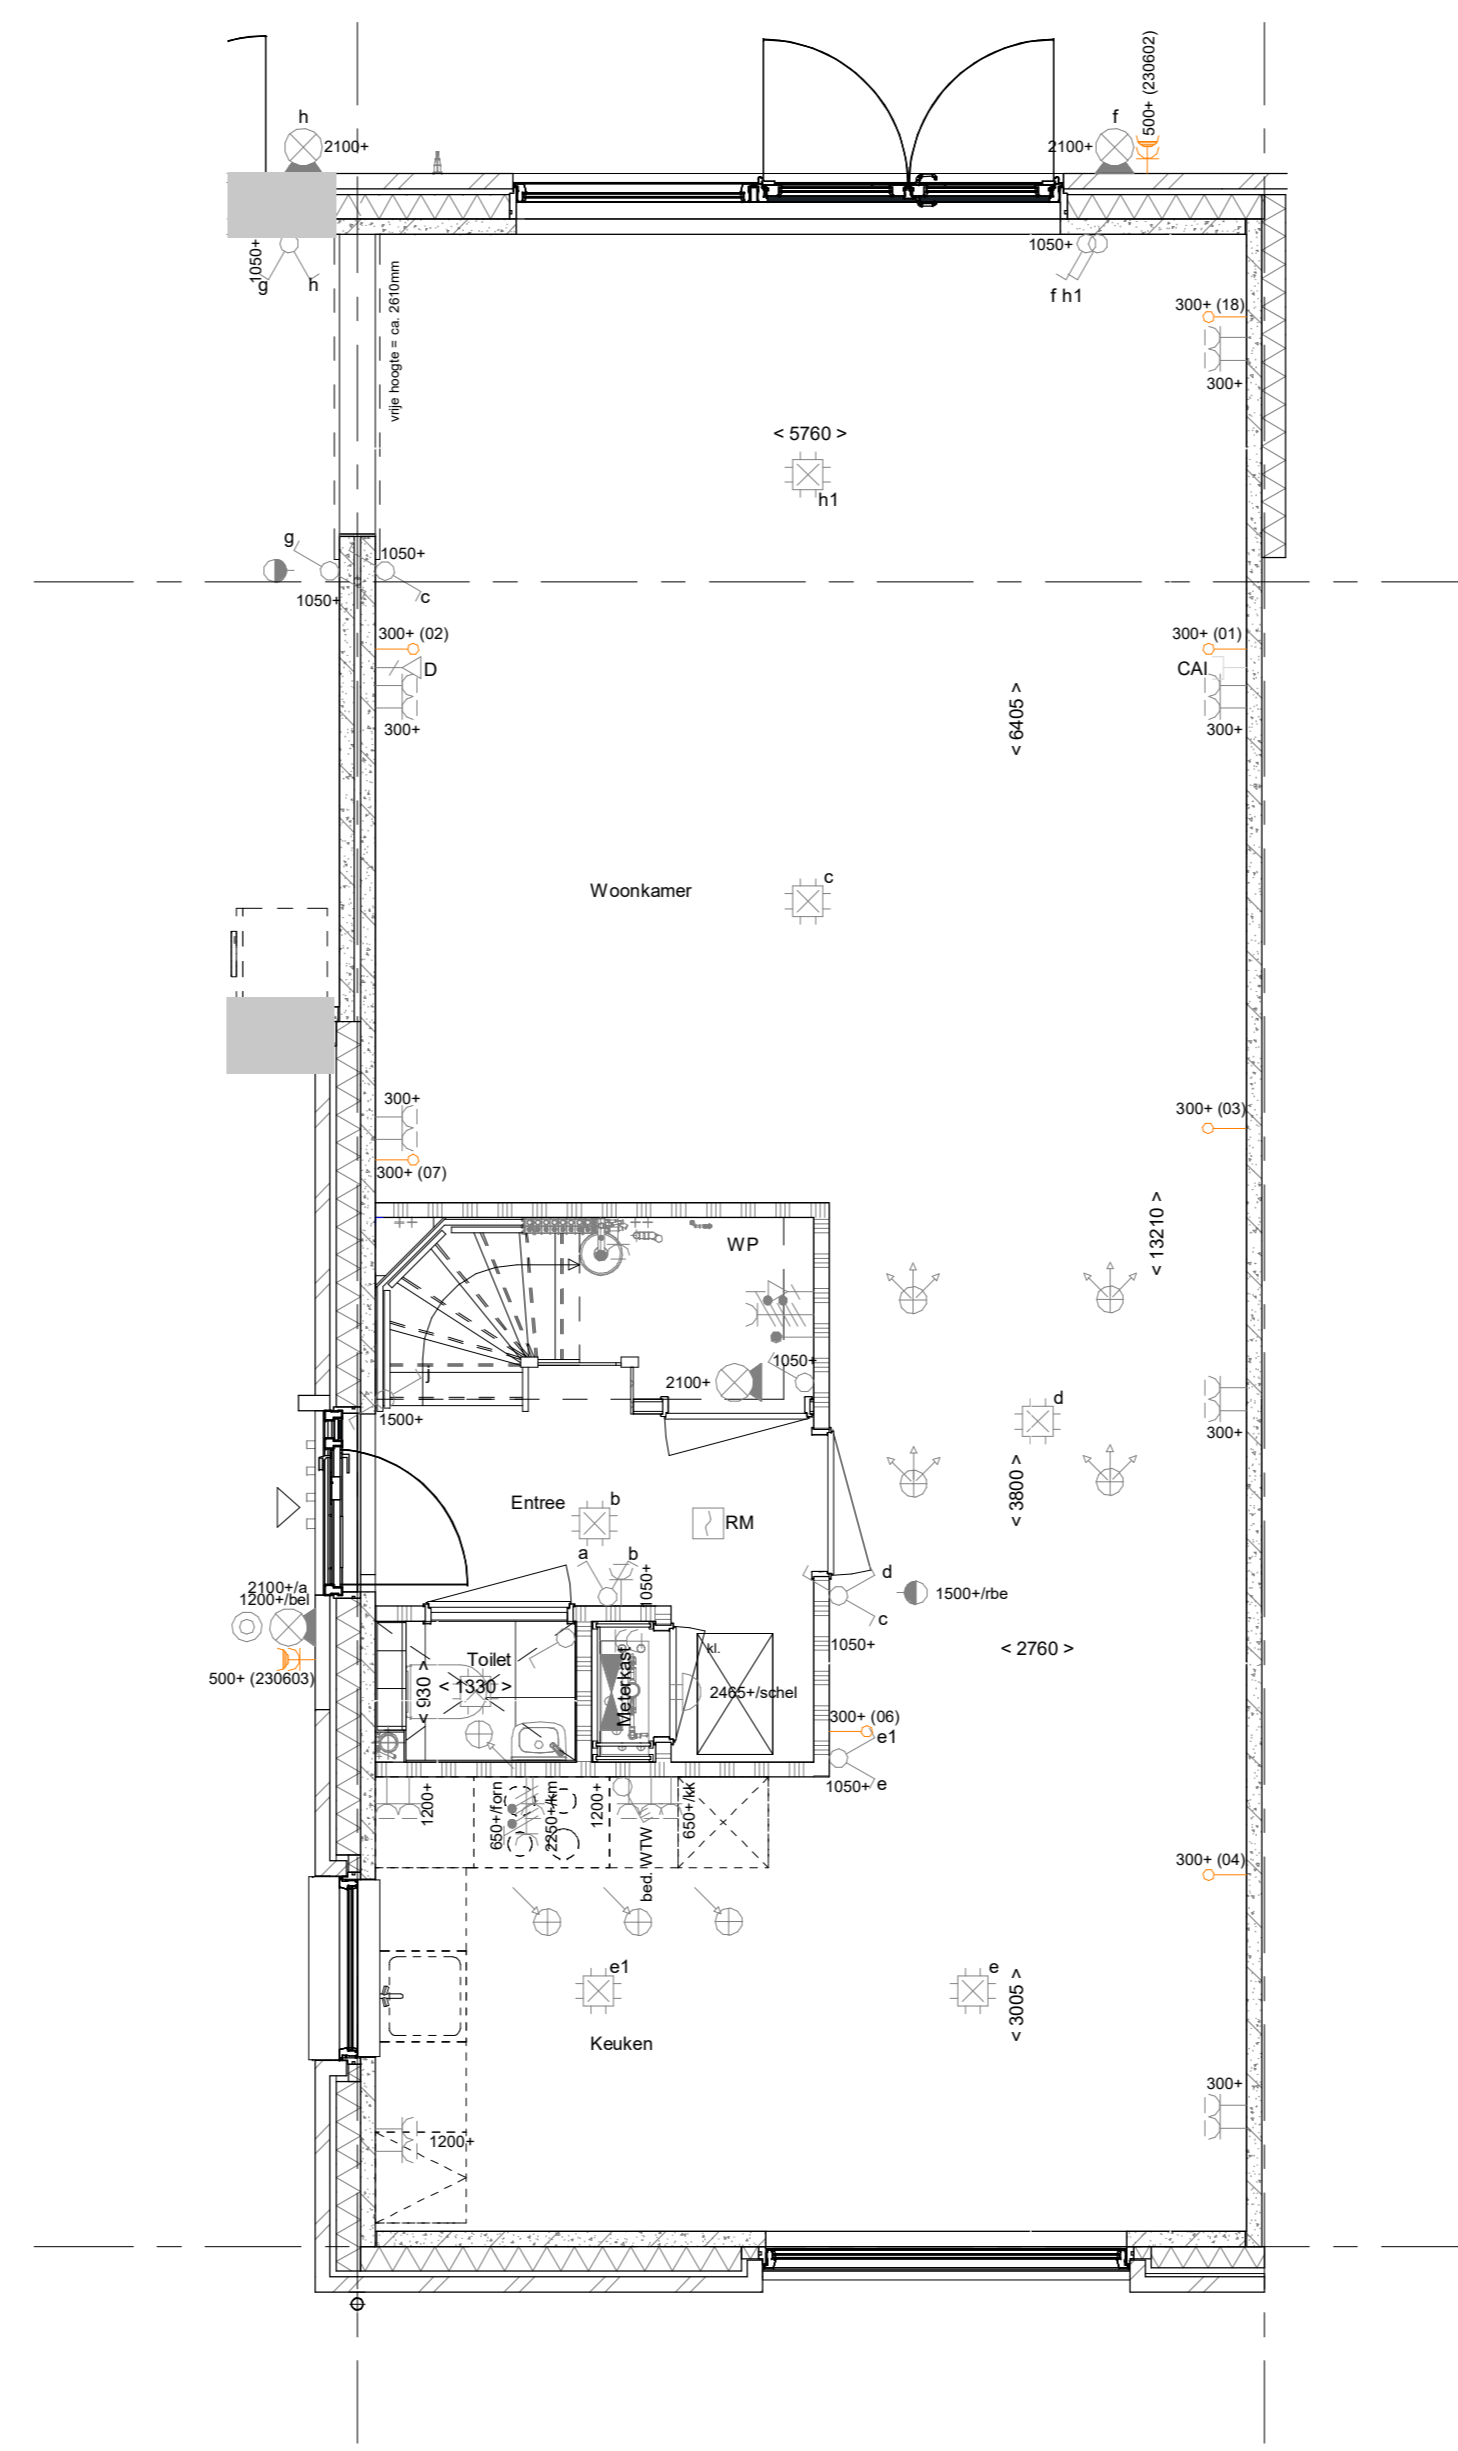 500+ (230602)
h
2100+
f
2100+
1050+
g
h
vrije hoogte = ca. 2610mm
1050+
f h1
300+ (18)
300+
< 5760 >
h1
g
1050+
c
1050+
300+ (02)
D
300+
300+ (01)
CAI
300+
< 6405 >
Woonkamer
c
300+
300+ (07)
300+ (03)
< 13210 >
WP
1050+
2100+
j
1500+
d
300+
< 3800 >
Entree
b
RM
a
b
1050+
d
c
1050+
1500+/rbe
2100+/a
1200+/bel
500+ (230603)
Toilet
< 930 >
< 1330 >
Meterkast
kl.
2465+/schel
< 2760 >
300+ (06)
e1
1050+
e
1200+
650+/forn
2250+/km
1200+
bed. WTW
650+/kk
300+ (04)
e1
e
< 3005 >
Keuken
300+
1200+